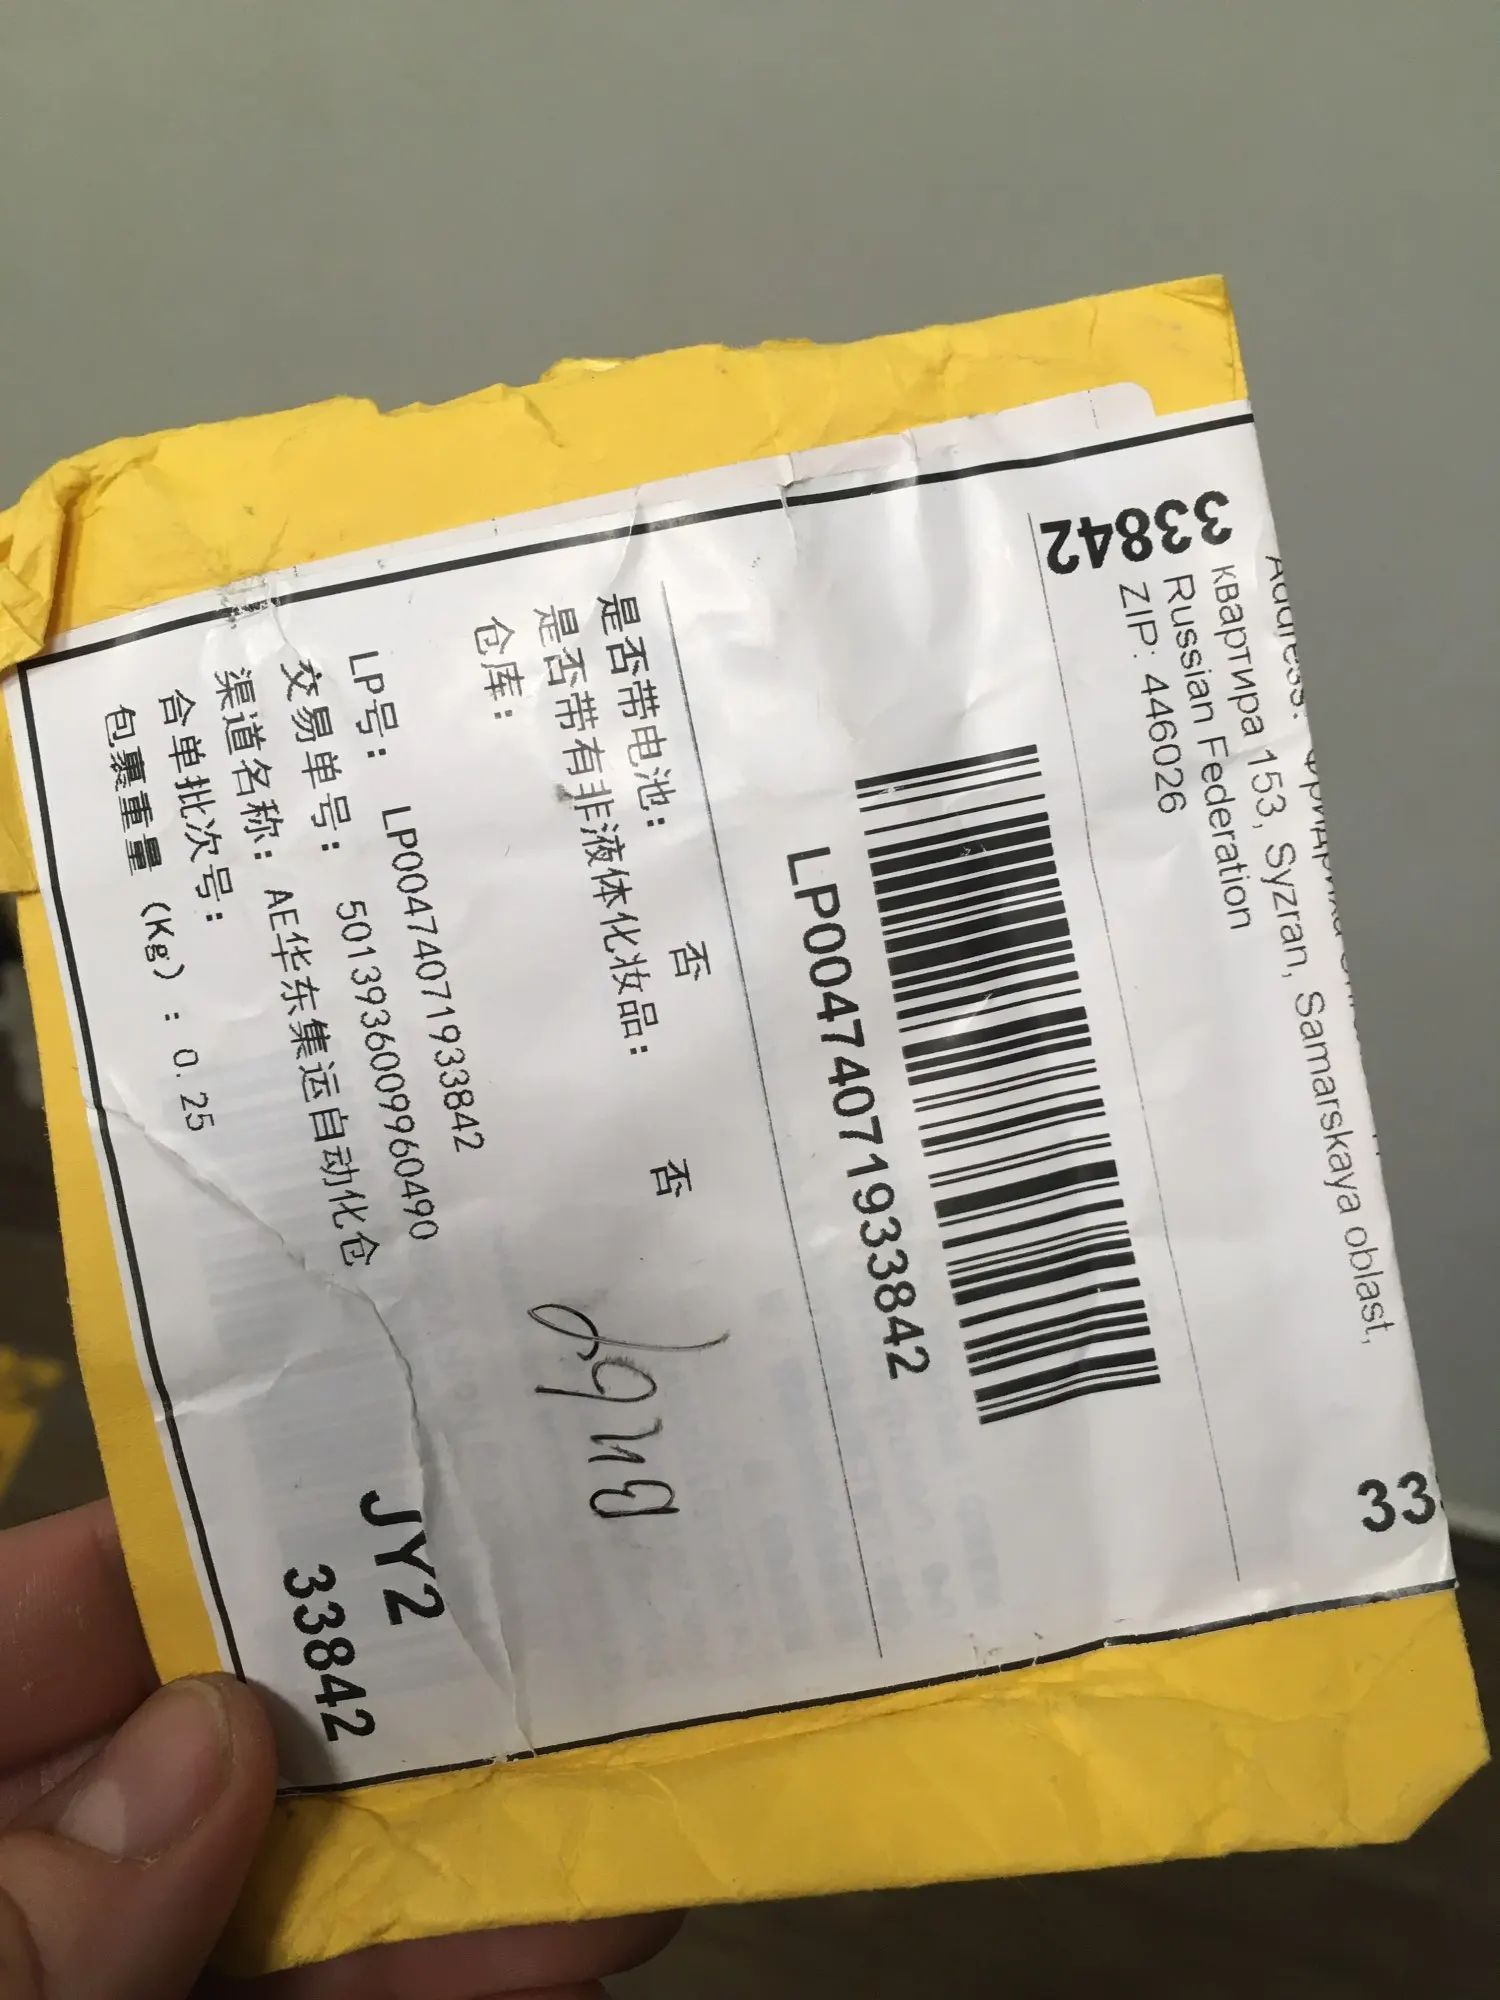 33
Address:
квартира 153, Syzran, Samarskaya oblast,
Russian Federation
ZIP: 446026
33842
LP00474071933842
是否带电池: 否
是否带有非液体化妆品: 否
仓库:
LP号: LP00474071933842
交易单号: 5013936009960490
渠道名称: AE华东集运自动化仓
合单批次号:
包裹重量 (Kg) : 0.25
JY2
33842